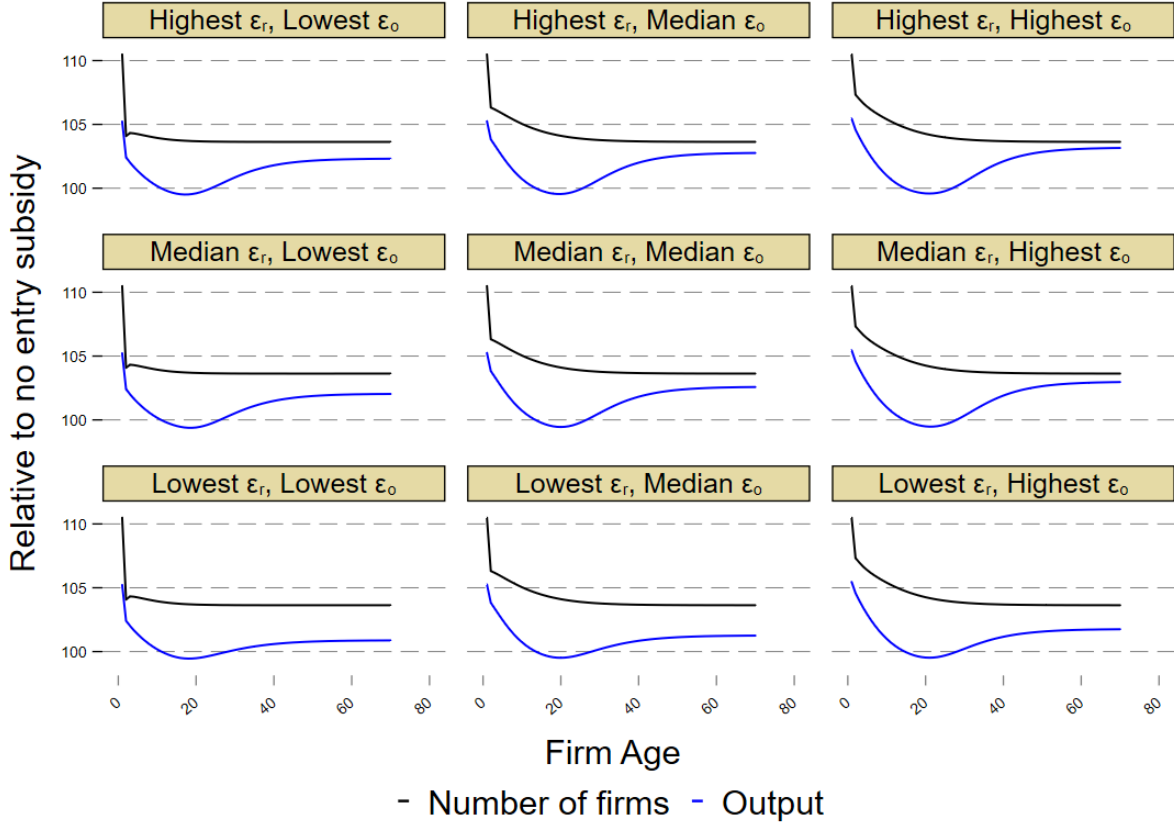 Highest εr, Lowest εo
Highest εr, Median εo
Highest εr, Highest εo
110
105
100
Median εr, Lowest εo
Median εr, Median εo
Median εr, Highest εo
110
105
100
Lowest εr, Lowest εo
Lowest εr, Median εo
Lowest εr, Highest εo
110
105
100
Relative to no entry subsidy
0 20 40 60 80
0 20 40 60 80
0 20 40 60 80
Firm Age
Number of firms
Output